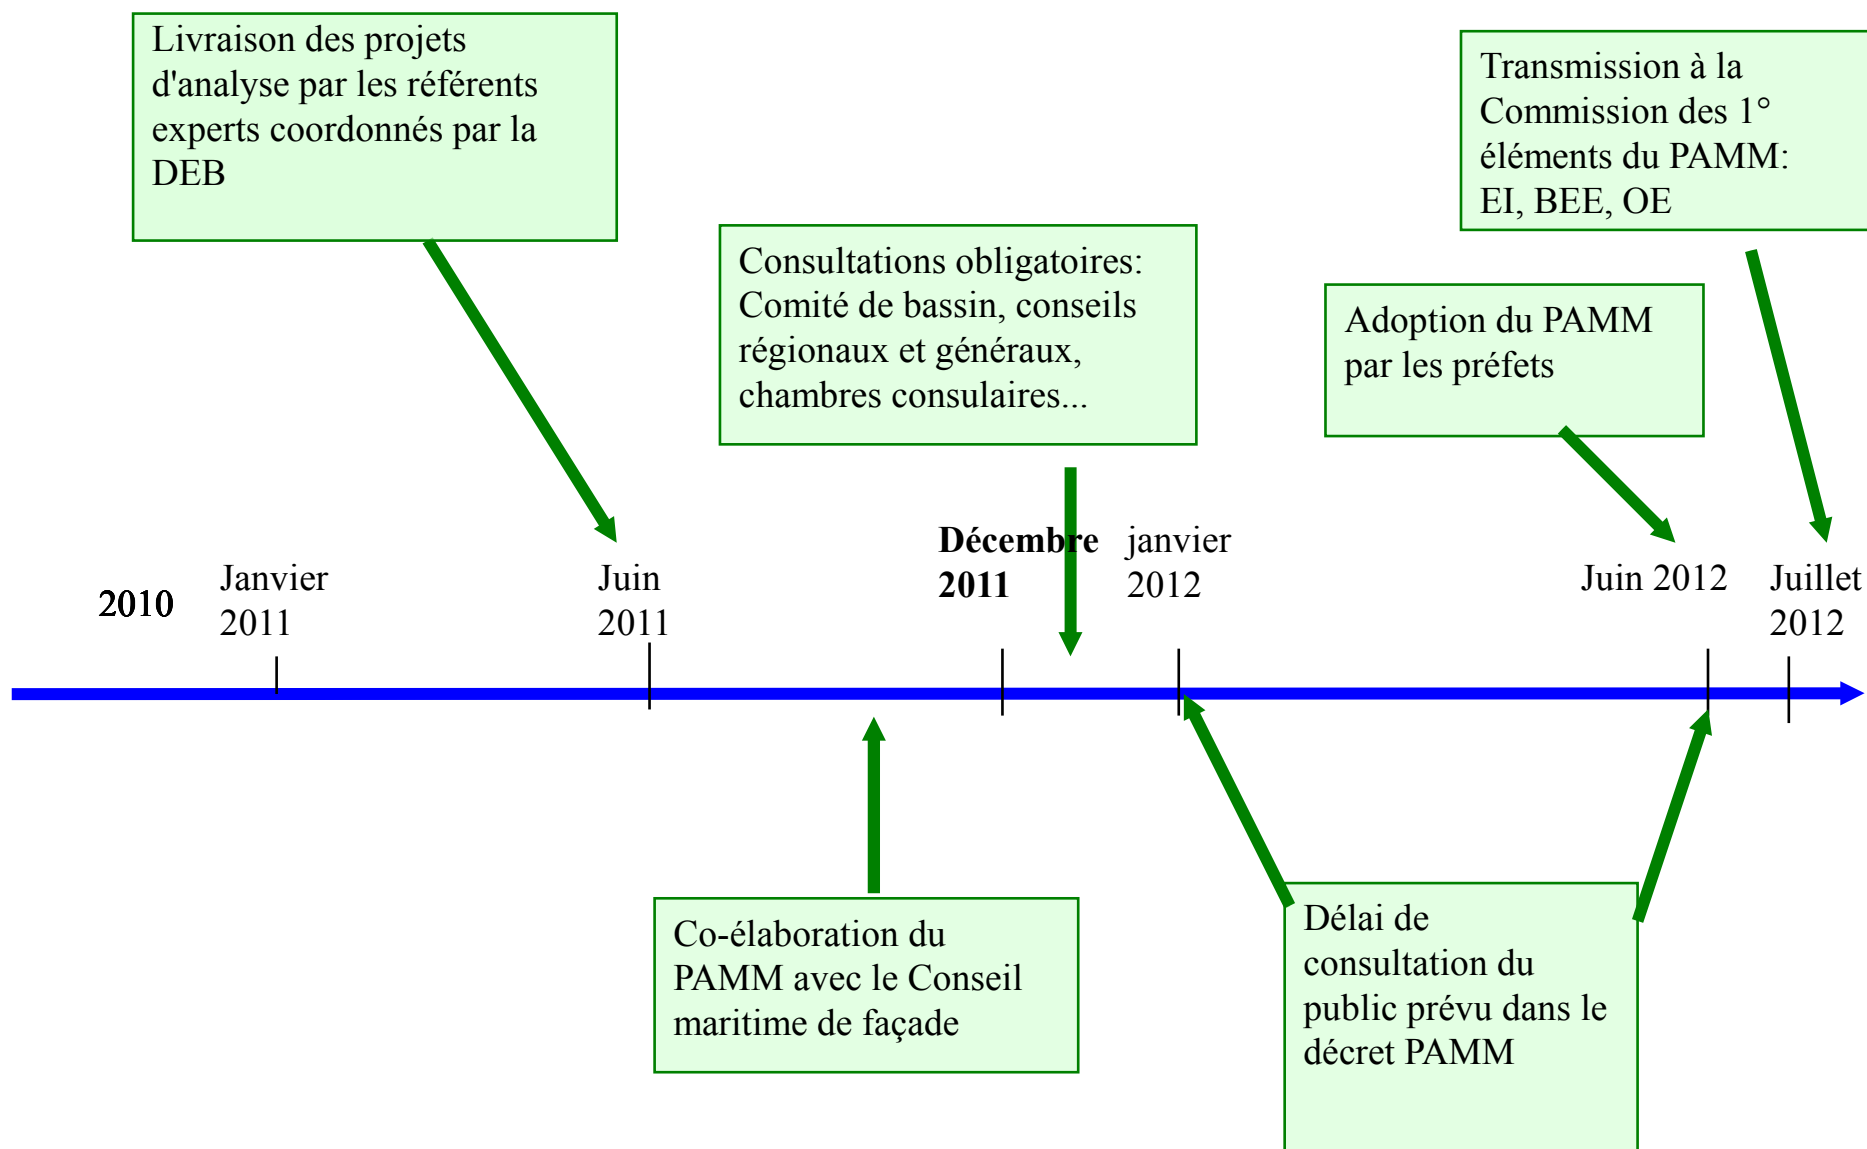 Livraison des projets
d'analyse par les référents
experts coordonnés par la
DEB
Transmission à la
Commission des 1°
éléments du PAMM:
EI, BEE, OE
Consultations obligatoires:
Comité de bassin, conseils
régionaux et généraux,
chambres consulaires...
Adoption du PAMM
par les préfets
2010
Janvier
2011
Juin
2011
Décembre
2011
janvier
2012
Juin 2012
Juillet
2012
Co-élaboration du
PAMM avec le Conseil
maritime de façade
Délai de
consultation du
public prévu dans le
décret PAMM